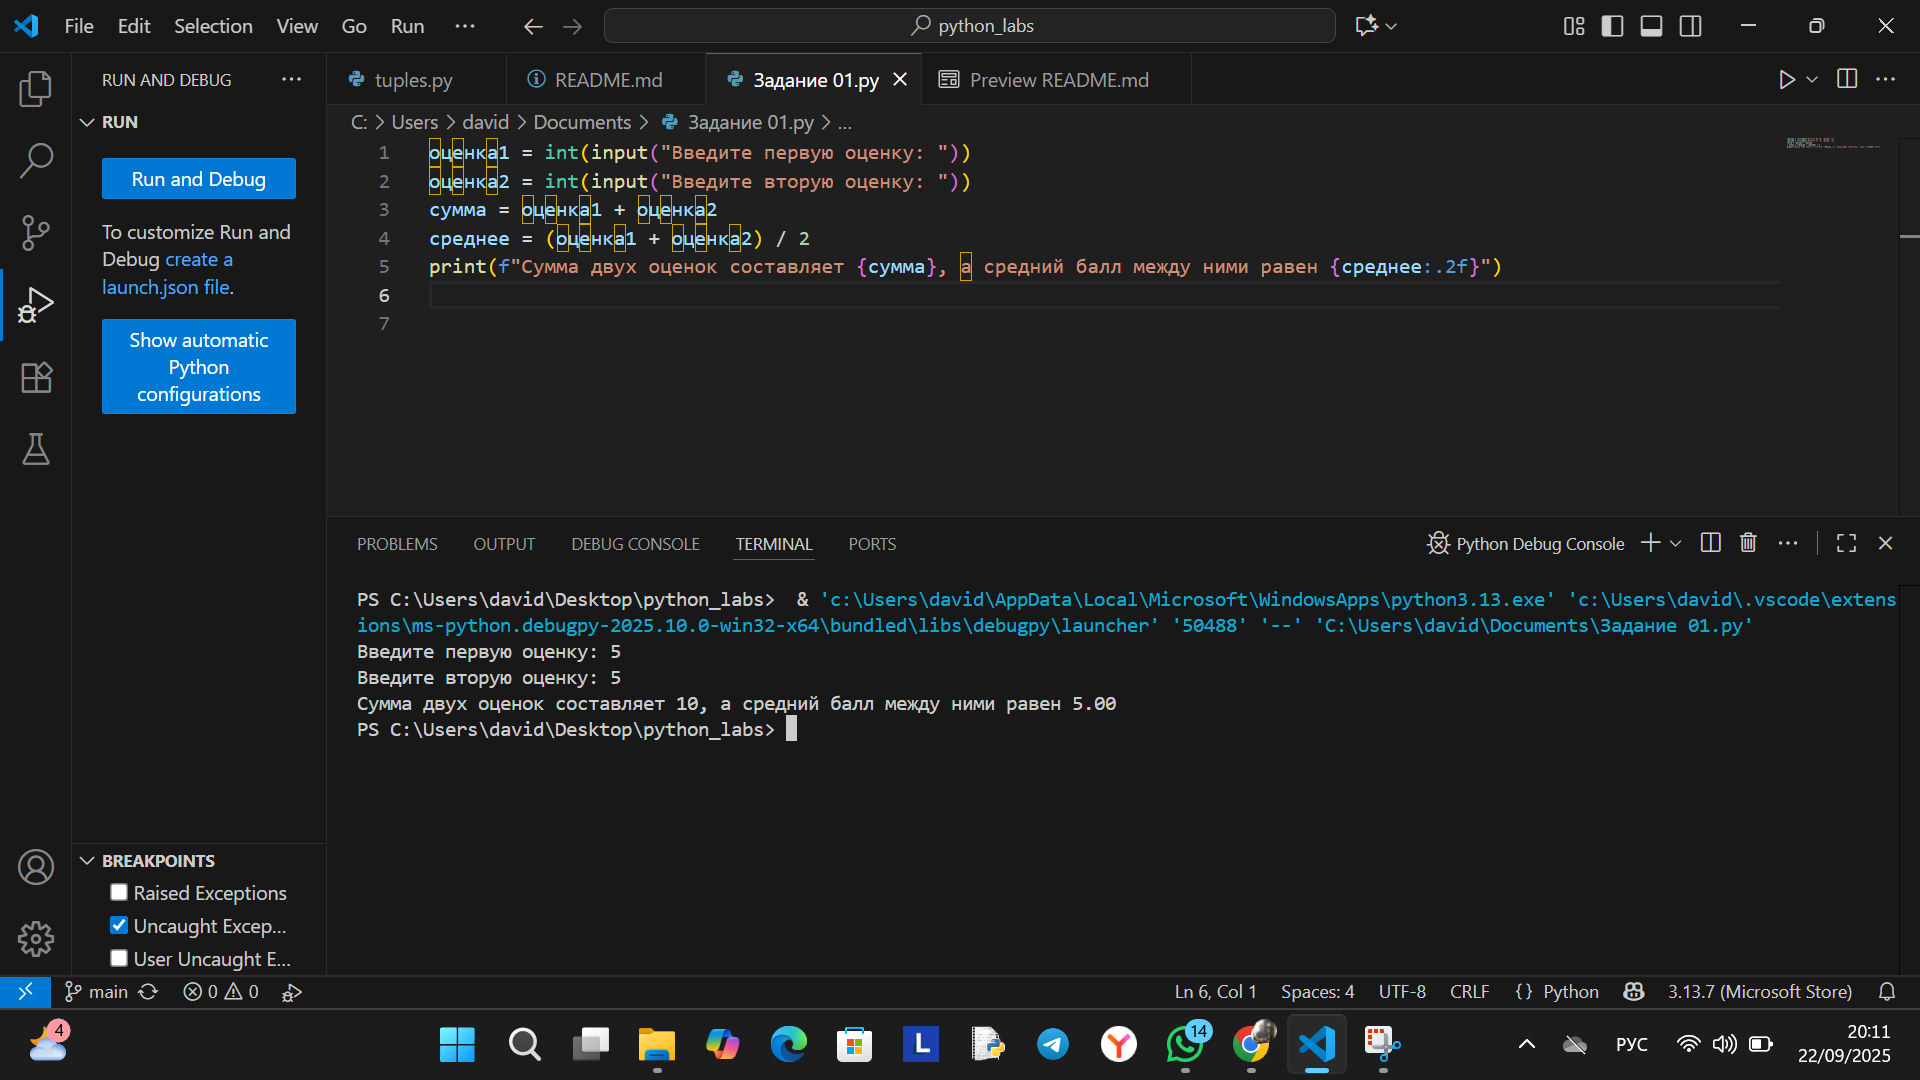 File Edit Selection View Go Run ··· python_labs
RUN AND DEBUG ···
tuples.py README.md Задание 01.py Preview README.md
RUN
C: > Users > david > Documents > Задание 01.py > ...
Run and Debug
To customize Run and
Debug create a
launch.json file.
Show automatic
Python
configurations
1 оценка1 = int(input("Введите первую оценку: "))
2 оценка2 = int(input("Введите вторую оценку: "))
3 сумма = оценка1 + оценка2
4 среднее = (оценка1 + оценка2) / 2
5 print(f"Сумма двух оценок составляет {сумма}, а средний балл между ними равен {среднее:.2f}")
6
7
PROBLEMS OUTPUT DEBUG CONSOLE TERMINAL PORTS Python Debug Console
PS C:\Users\david\Desktop\python_labs>  & 'c:\Users\david\AppData\Local\Microsoft\WindowsApps\python3.13.exe' 'c:\Users\david\.vscode\extens
ions\ms-python.debugpy-2025.10.0-win32-x64\bundled\libs\debugpy\launcher' '50488' '--' 'C:\Users\david\Documents\Задание 01.py'
Введите первую оценку: 5
Введите вторую оценку: 5
Сумма двух оценок составляет 10, а средний балл между ними равен 5.00
PS C:\Users\david\Desktop\python_labs>
BREAKPOINTS
Raised Exceptions
Uncaught Excep...
User Uncaught E...
main 0 0 Ln 6, Col 1 Spaces: 4 UTF-8 CRLF {} Python 3.13.7 (Microsoft Store)
4 L 14 РУС 20:11
22/09/2025